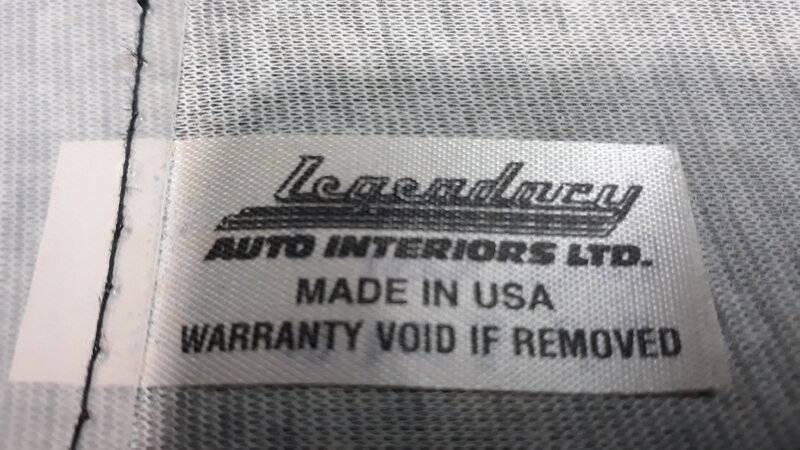 Legendary
AUTO INTERIORS LTD.
MADE IN USA
WARRANTY VOID IF REMOVED